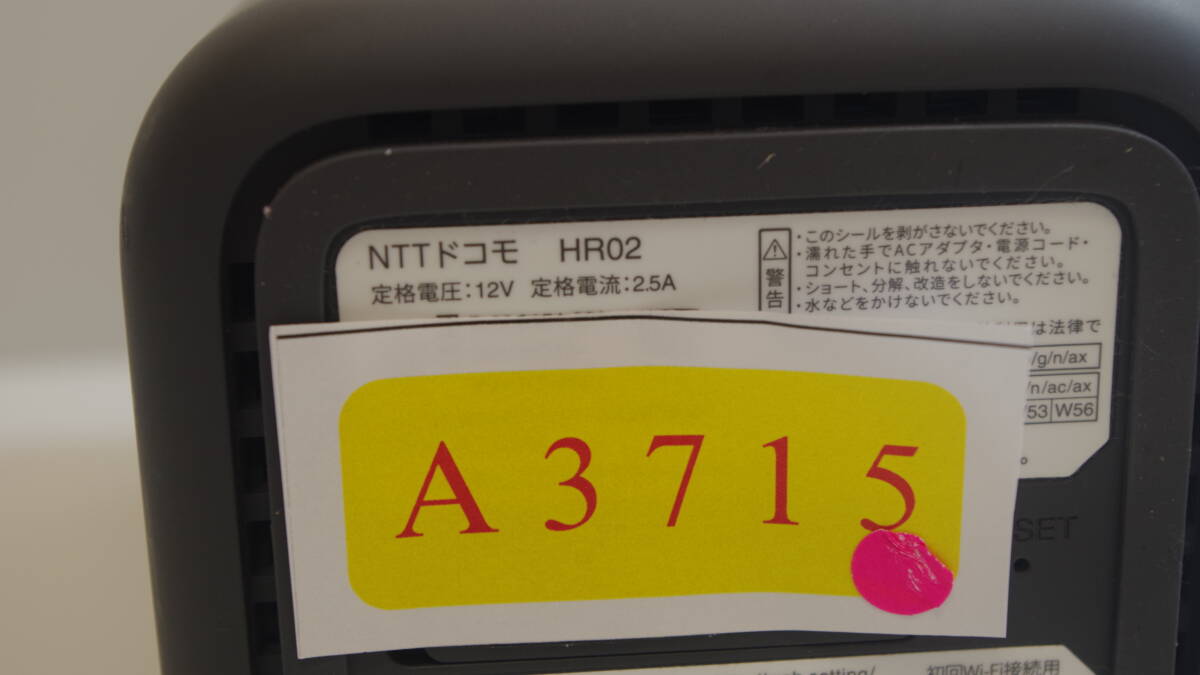 NTTドコモ HR02
定格電圧:12V 定格電流:2.5A
警告
・このシールを剥がさないでください。
・濡れた手でACアダプタ・電源コード・
コンセントに触れないでください。
・ショート、分解、改造をしないでください。
・水などをかけないでください。
は法律で
/g/n/ax
/n/ac/ax
53 W56
A3715
SET
初回Wi-Fi接続用